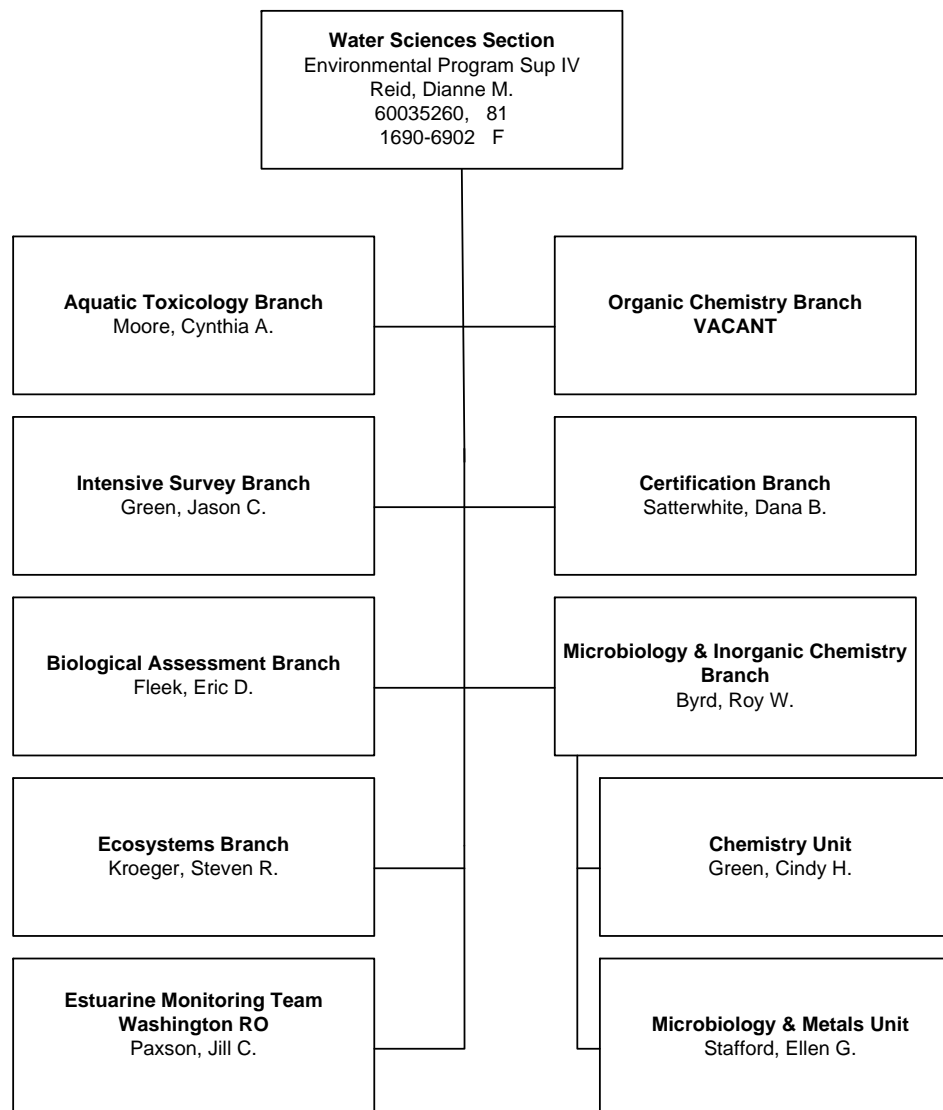 Water Sciences Section
Environmental Program Sup IV
Reid, Dianne M.
60035260, 81
1690-6902 F
Aquatic Toxicology Branch
Moore, Cynthia A.
Organic Chemistry Branch
VACANT
Intensive Survey Branch
Green, Jason C.
Certification Branch
Satterwhite, Dana B.
Biological Assessment Branch
Fleek, Eric D.
Microbiology & Inorganic Chemistry
Branch
Byrd, Roy W.
Ecosystems Branch
Kroeger, Steven R.
Chemistry Unit
Green, Cindy H.
Estuarine Monitoring Team
Washington RO
Paxson, Jill C.
Microbiology & Metals Unit
Stafford, Ellen G.